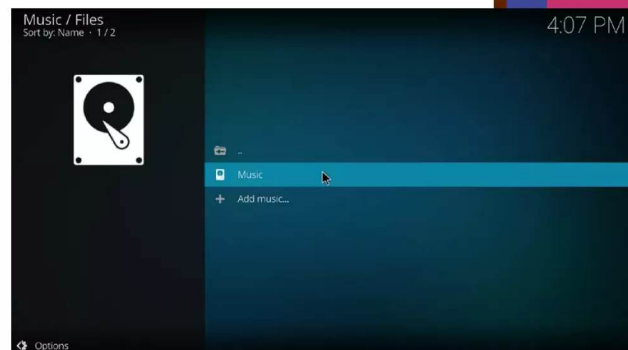 Music / Files
Sort by: Name · 1 / 2
4:07 PM
..
Music
Add music...
Options